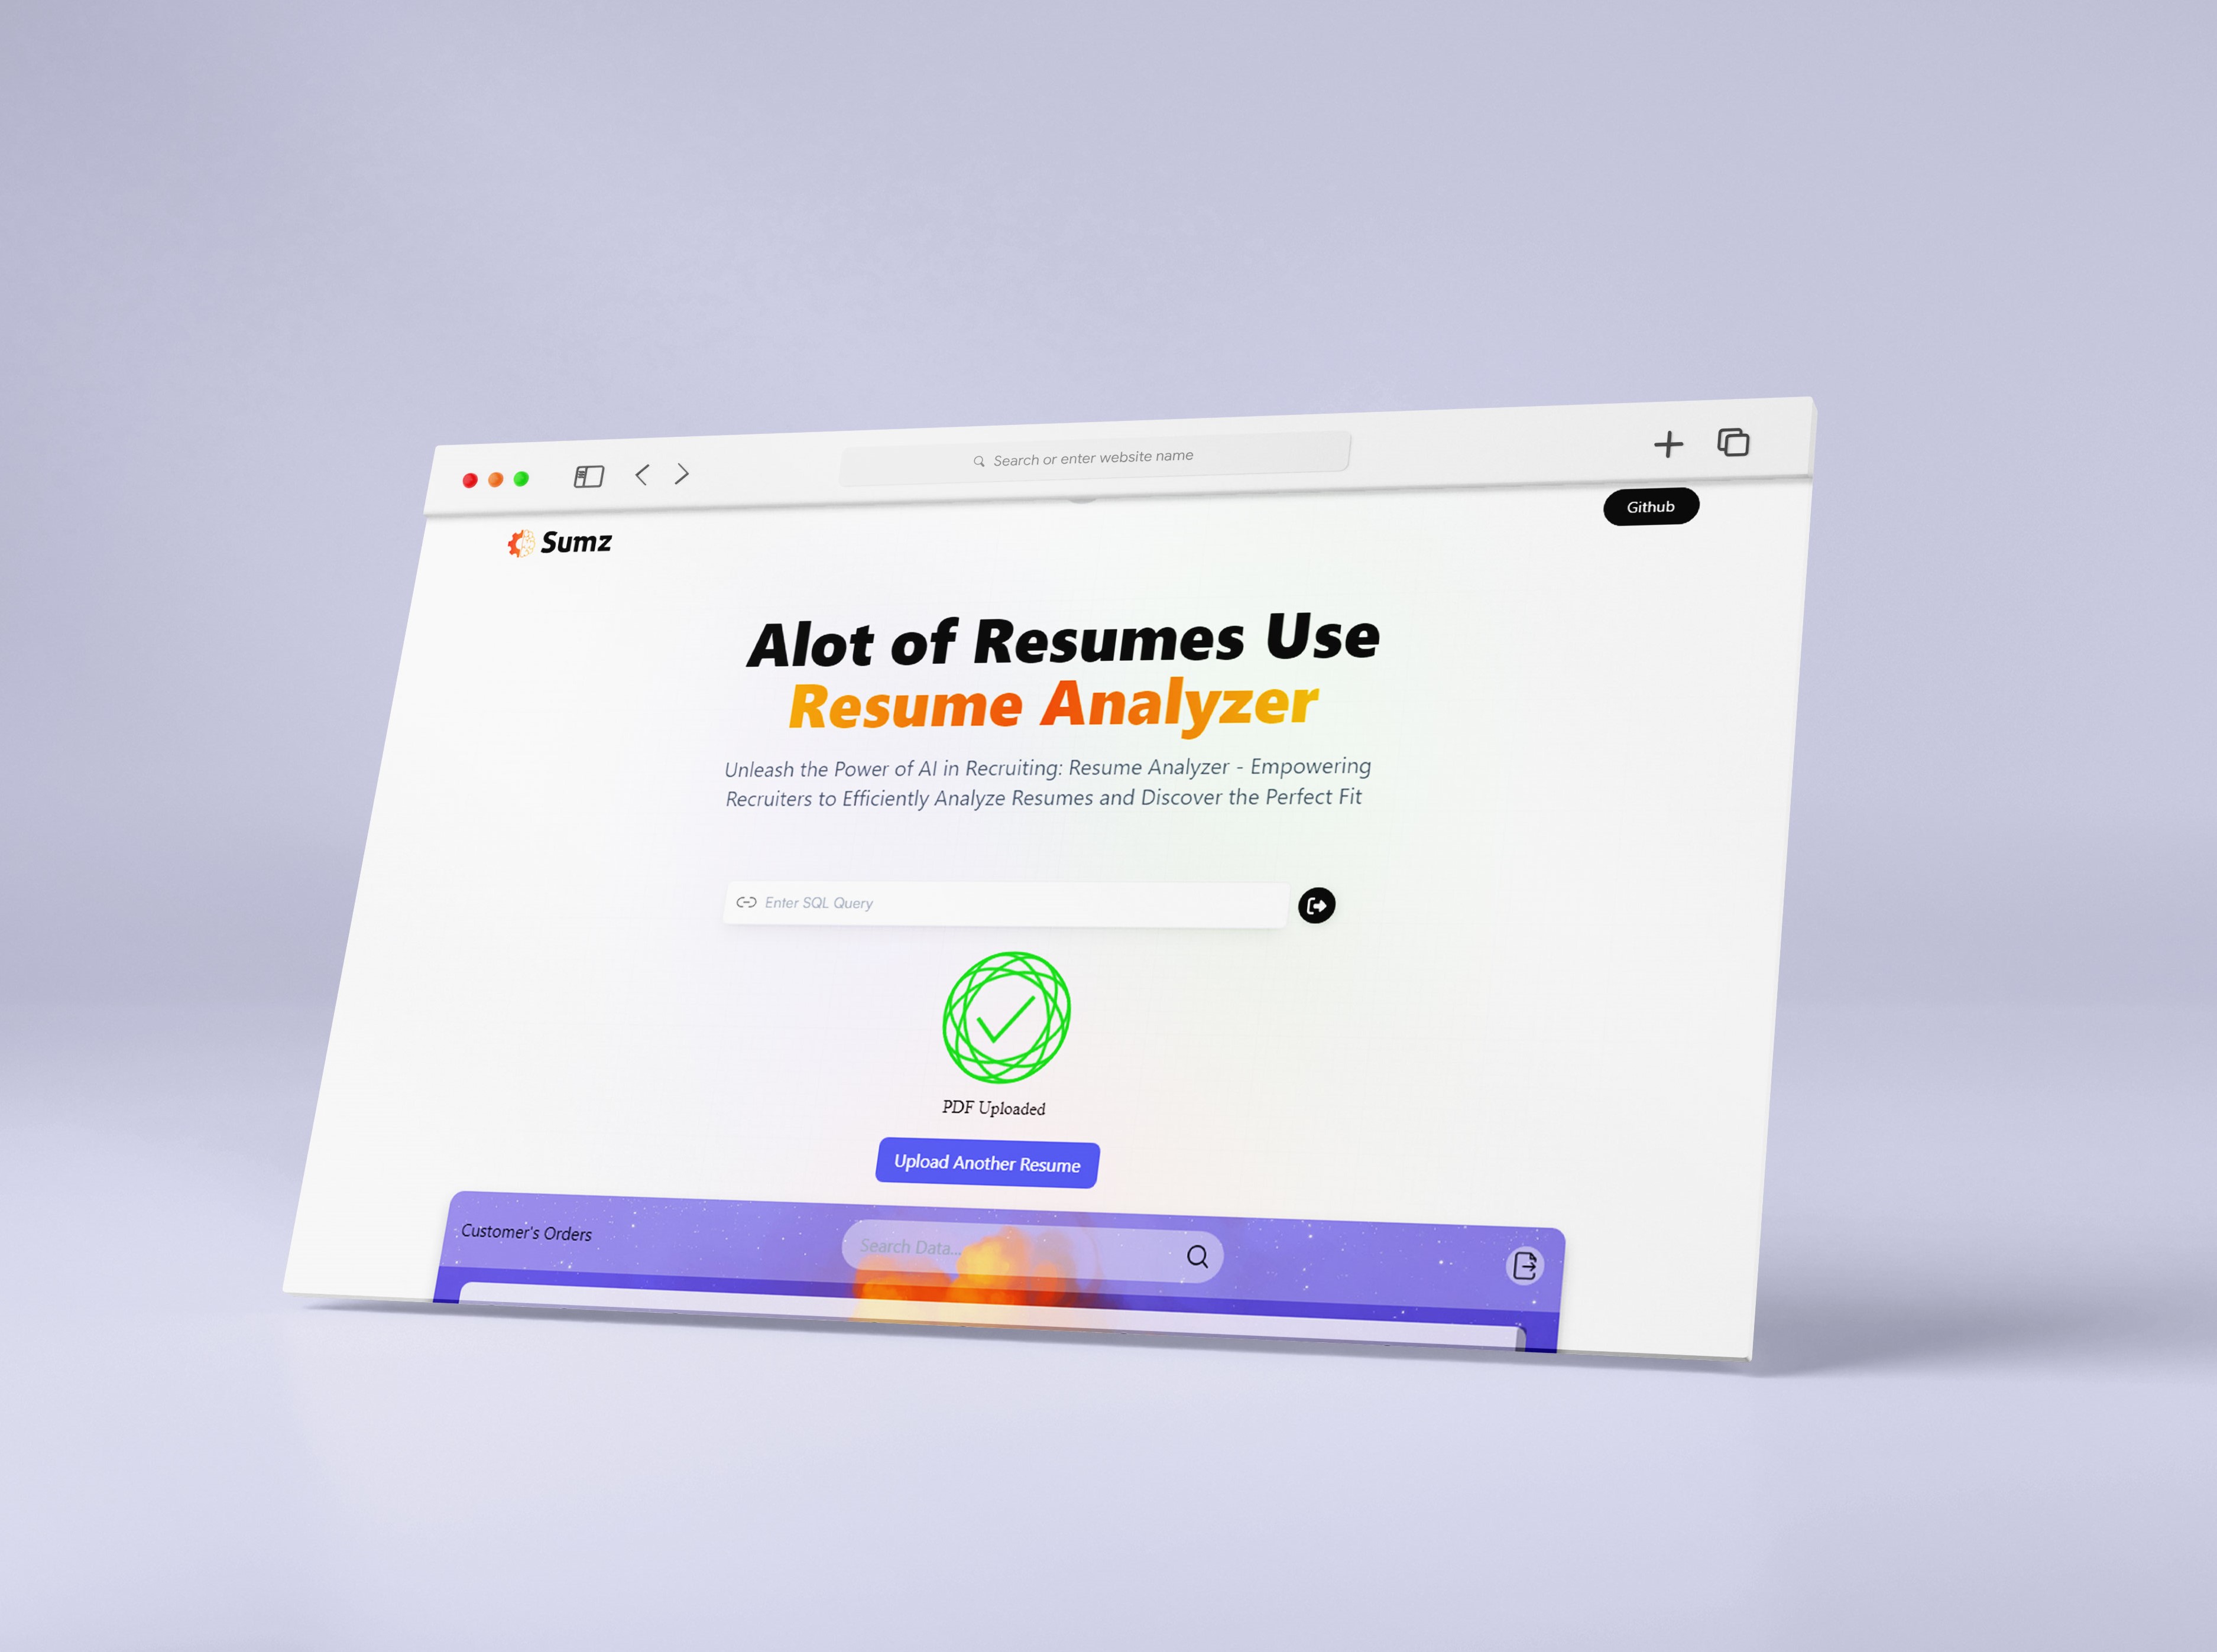 Search or enter website name
Github
Sumz
Alot of Resumes Use
Resume Analyzer
Unleash the Power of AI in Recruiting: Resume Analyzer - Empowering
Recruiters to Efficiently Analyze Resumes and Discover the Perfect Fit
Enter SQL Query
PDF Uploaded
Upload Another Resume
Customer's Orders
Search Data...